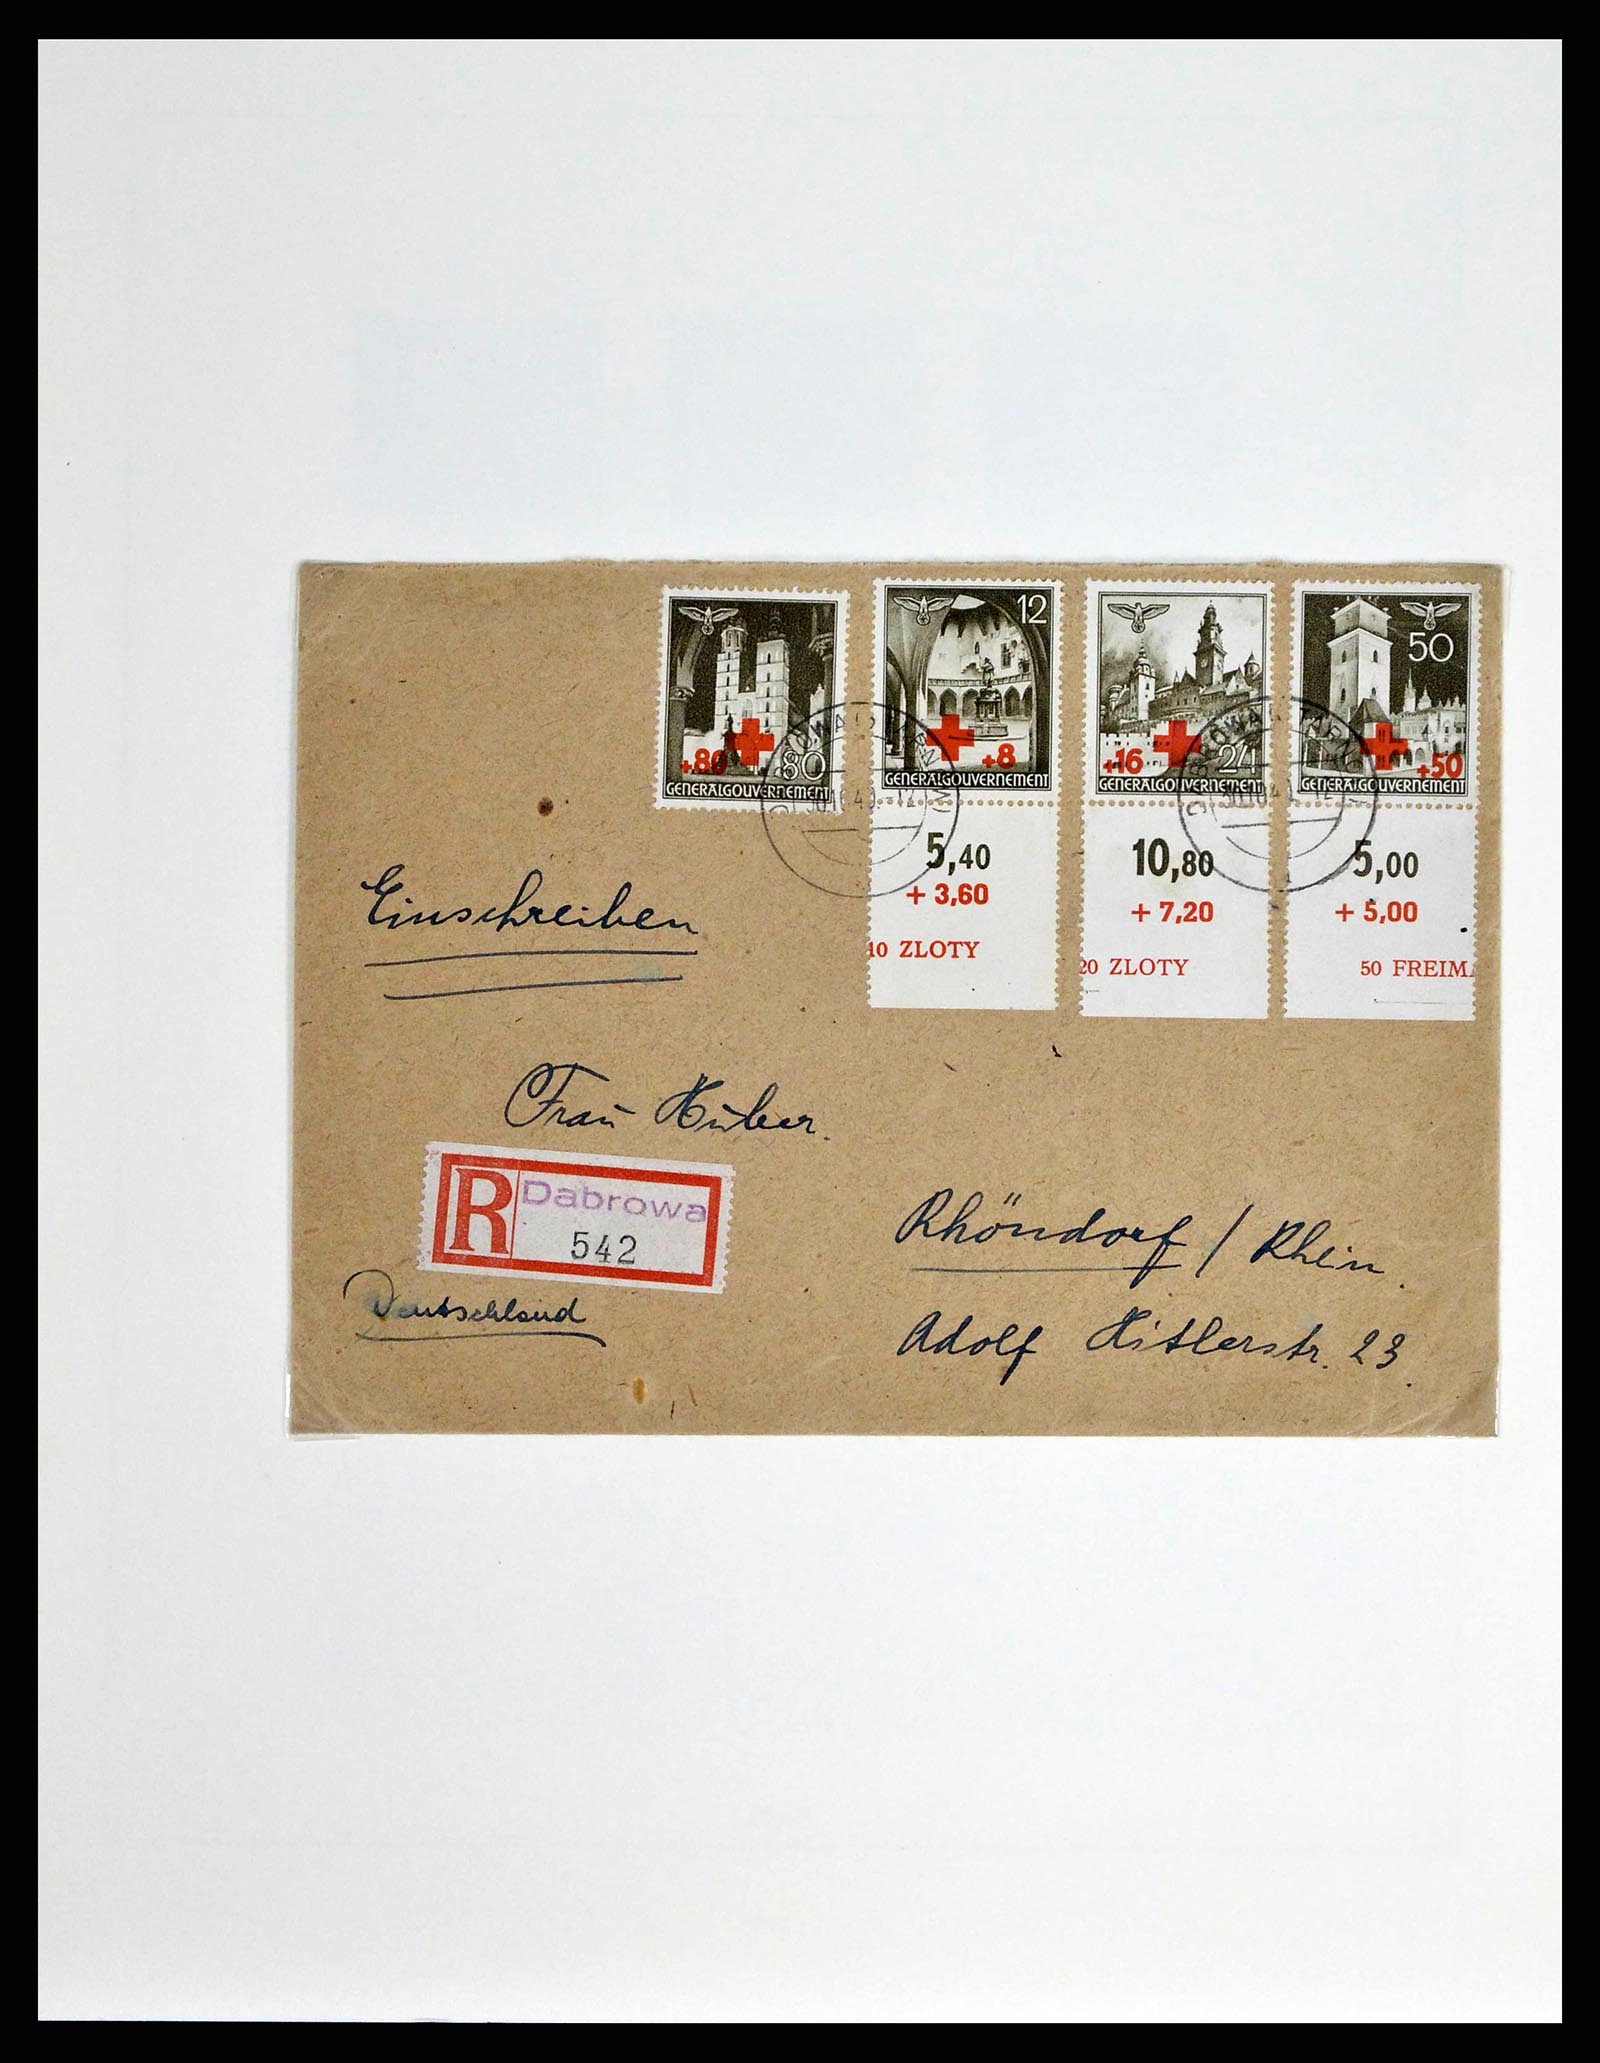 +80 80
GENERALGOUVERNEMENT
12
+8
GENERALGOUVERNEMENT
+16 24
GENERALGOUVERNEMENT
50
+50
GENERALGOUVERNEMENT
5,40
+ 3,60
10 ZLOTY
10,80
+ 7,20
20 ZLOTY
5,00
+ 5,00
50 FREIM
Einschreiben
Frau Huber.
R Dabrowa
542
Deutschland
Rhöndorf / Rhein.
Adolf Hitlerstr. 23.